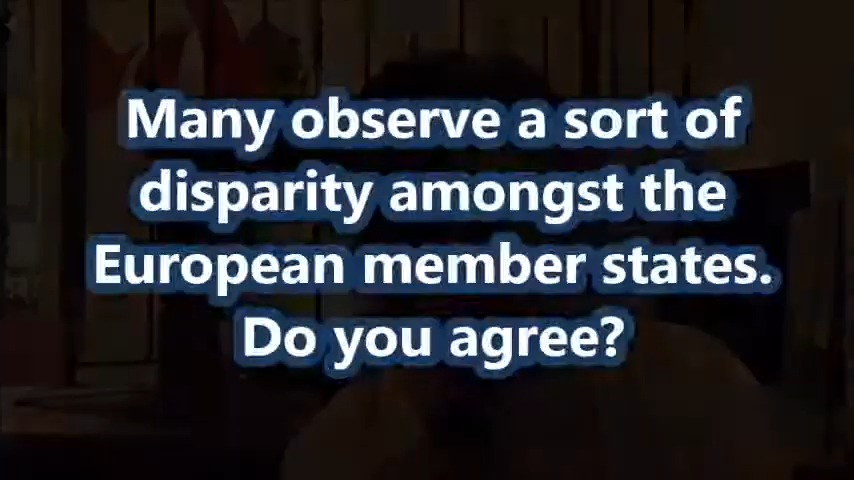 Many observe a sort of
disparity amongst the
European member states.
Do you agree?